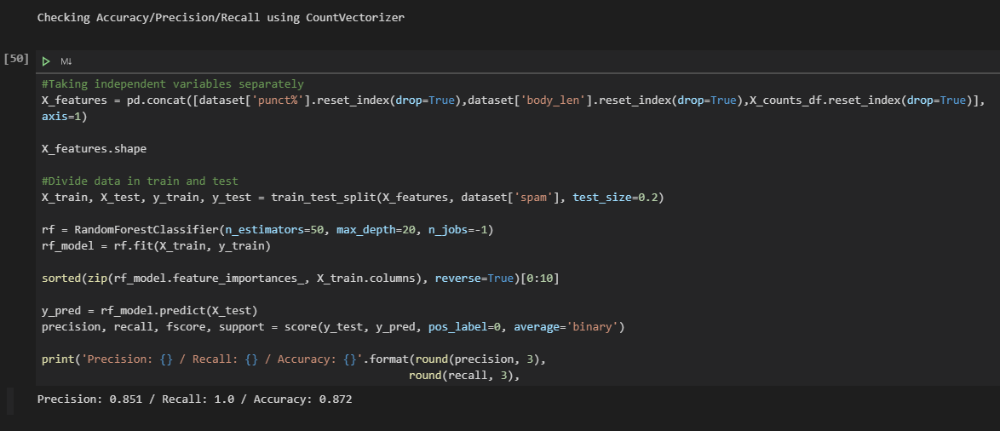 Checking Accuracy/Precision/Recall using CountVectorizer
[50]
M↓
#Taking independent variables separately
X_features = pd.concat([dataset['punct%'].reset_index(drop=True),dataset['body_len'].reset_index(drop=True),X_counts_df.reset_index(drop=True)],
axis=1)
X_features.shape
#Divide data in train and test
X_train, X_test, y_train, y_test = train_test_split(X_features, dataset['spam'], test_size=0.2)
rf = RandomForestClassifier(n_estimators=50, max_depth=20, n_jobs=-1)
rf_model = rf.fit(X_train, y_train)
sorted(zip(rf_model.feature_importances_, X_train.columns), reverse=True)[0:10]
y_pred = rf_model.predict(X_test)
precision, recall, fscore, support = score(y_test, y_pred, pos_label=0, average='binary')
print('Precision: {} / Recall: {} / Accuracy: {}'.format(round(precision, 3),
round(recall, 3),
Precision: 0.851 / Recall: 1.0 / Accuracy: 0.872